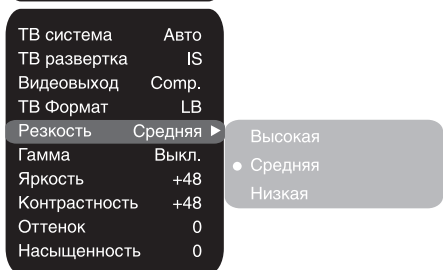 ТВ система Авто
ТВ развертка IS
Видеовыход Comp.
ТВ Формат LB
Резкость Средняя
Гамма Выкл.
Яркость +48
Контрастность +48
Оттенок 0
Насыщенность 0
Высокая
Средняя
Низкая